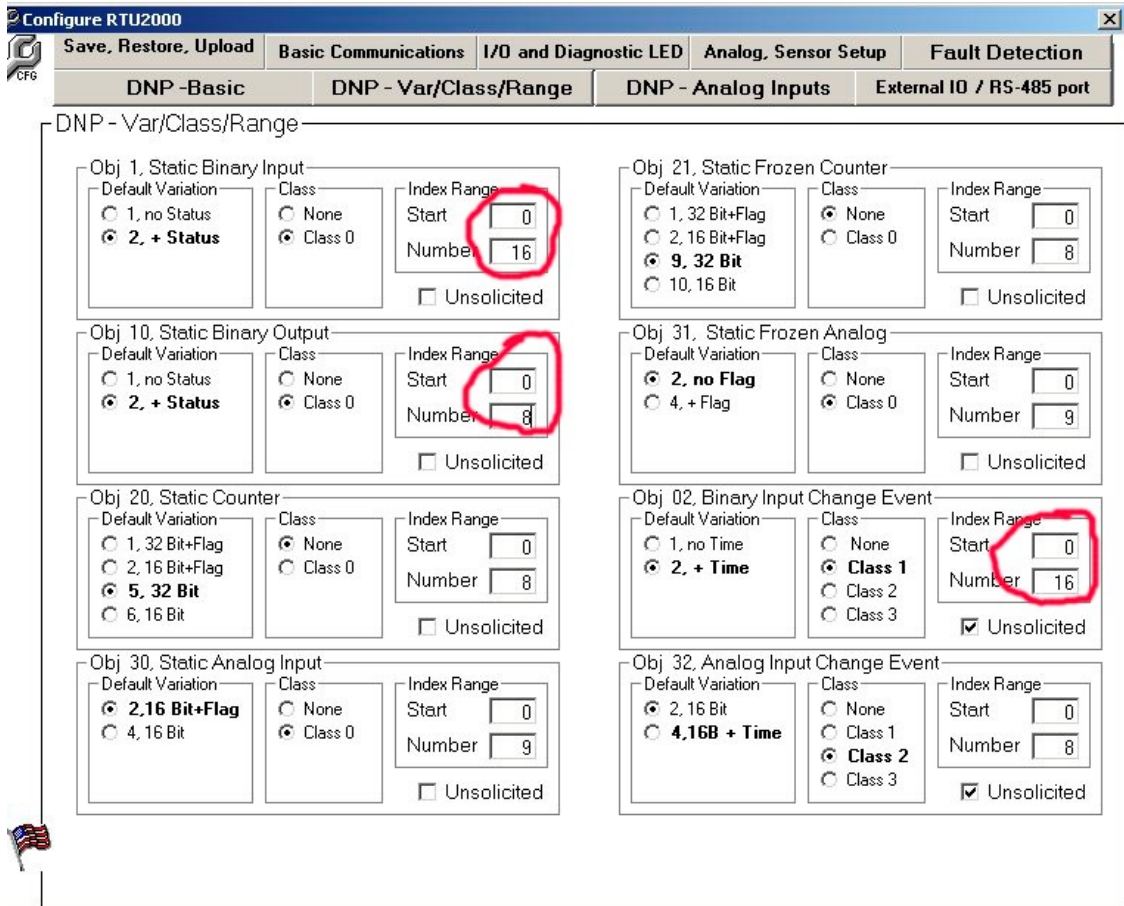 Configure RTU2000
CFG
Save, Restore, Upload
Basic Communications
I/O and Diagnostic LED
Analog, Sensor Setup
Fault Detection
DNP -Basic
DNP - Var/Class/Range
DNP - Analog Inputs
External IO / RS-485 port
DNP - Var/Class/Range
Obj 1, Static Binary Input
Default Variation
1, no Status
2, + Status
Class
None
Class 0
Index Range
Start 0
Number 16
Unsolicited
Obj 10, Static Binary Output
Default Variation
1, no Status
2, + Status
Class
None
Class 0
Index Range
Start 0
Number 8
Unsolicited
Obj 20, Static Counter
Default Variation
1, 32 Bit+Flag
2, 16 Bit+Flag
5, 32 Bit
6, 16 Bit
Class
None
Class 0
Index Range
Start 0
Number 8
Unsolicited
Obj 30, Static Analog Input
Default Variation
2,16 Bit+Flag
4, 16 Bit
Class
None
Class 0
Index Range
Start 0
Number 9
Unsolicited
Obj 21, Static Frozen Counter
Default Variation
1, 32 Bit+Flag
2, 16 Bit+Flag
9, 32 Bit
10, 16 Bit
Class
None
Class 0
Index Range
Start 0
Number 8
Unsolicited
Obj 31, Static Frozen Analog
Default Variation
2, no Flag
4, + Flag
Class
None
Class 0
Index Range
Start 0
Number 9
Unsolicited
Obj 02, Binary Input Change Event
Default Variation
1, no Time
2, + Time
Class
None
Class 1
Class 2
Class 3
Index Range
Start 0
Number 16
Unsolicited
Obj 32, Analog Input Change Event
Default Variation
2, 16 Bit
4,16B + Time
Class
None
Class 1
Class 2
Class 3
Index Range
Start 0
Number 8
Unsolicited